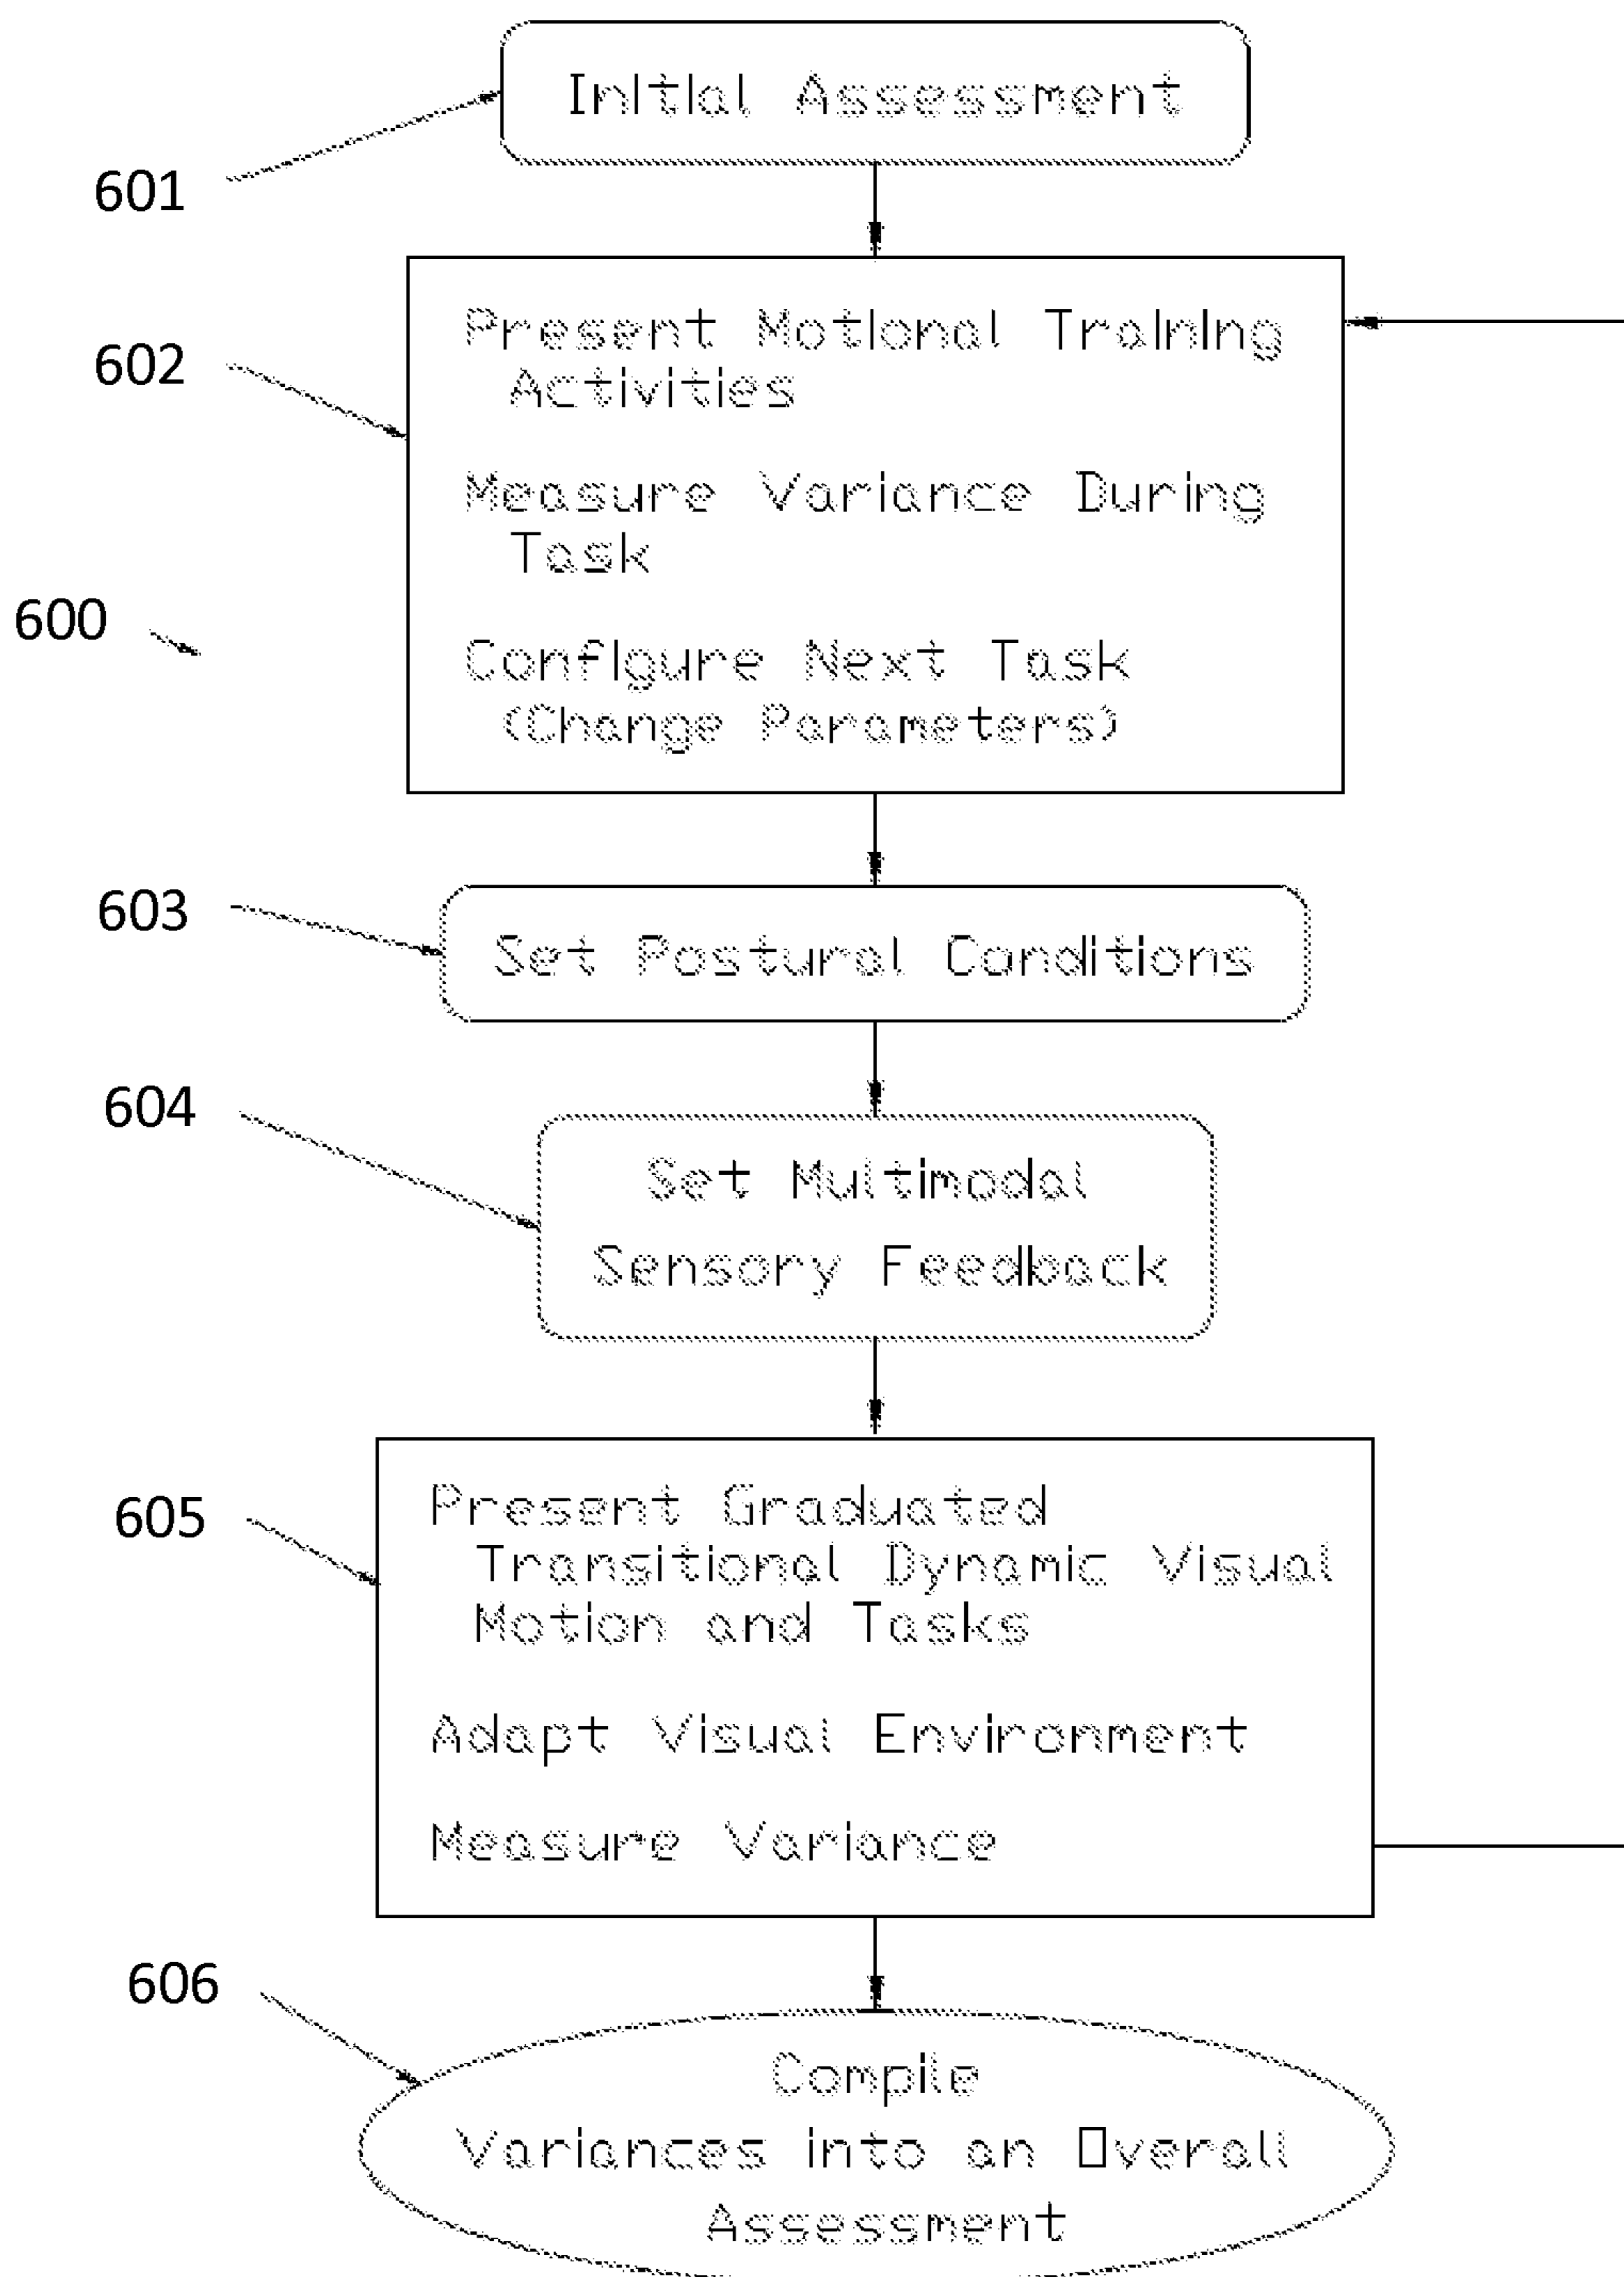 Initial Assessment
601
602
Present Motional Training
Activities
Measure Variance During
Task
600
Configure Next Task
(Change Parameters)
603
Set Postural Conditions
604
Set Multimodal
Sensory Feedback
605
Present Graduated
Transitional Dynamic Visual
Motion and Tasks
Adapt Visual Environment
Measure Variance
606
Compile
Variances into an Overall
Assessment